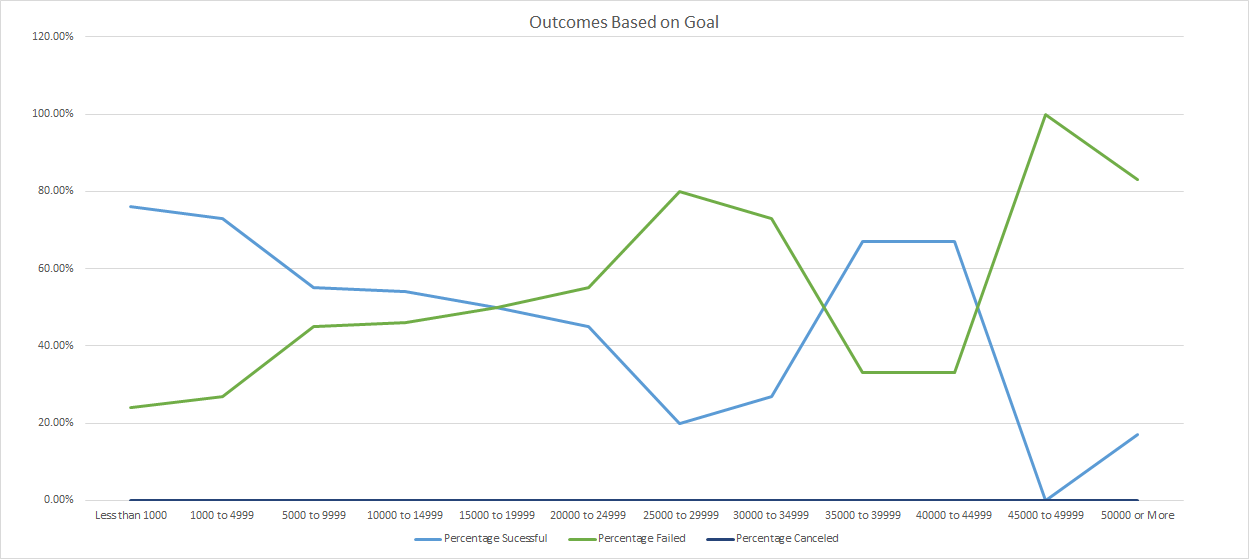 Outcomes Based on Goal
120.00%
100.00%
80.00%
60.00%
40.00%
20.00%
0.00%
Less than 1000 1000 to 4999 5000 to 9999 10000 to 14999 15000 to 19999 20000 to 24999 25000 to 29999 30000 to 34999 35000 to 39999 40000 to 44999 45000 to 49999 50000 or More
Percentage Sucessful Percentage Failed Percentage Canceled